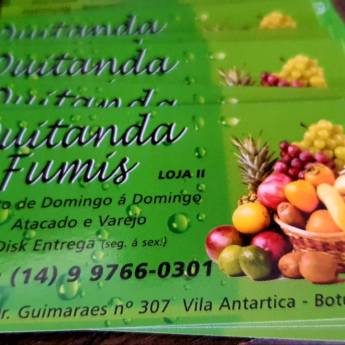 Quitanda
Quitanda
Quitanda
Quitanda
Fumis LOJA II
de Domingo á Domingo
Atacado e Varejo
Disk Entrega (seg. á sex!)
(14) 9 9766-0301
Guimaraes nº 307 Vila Antartica -